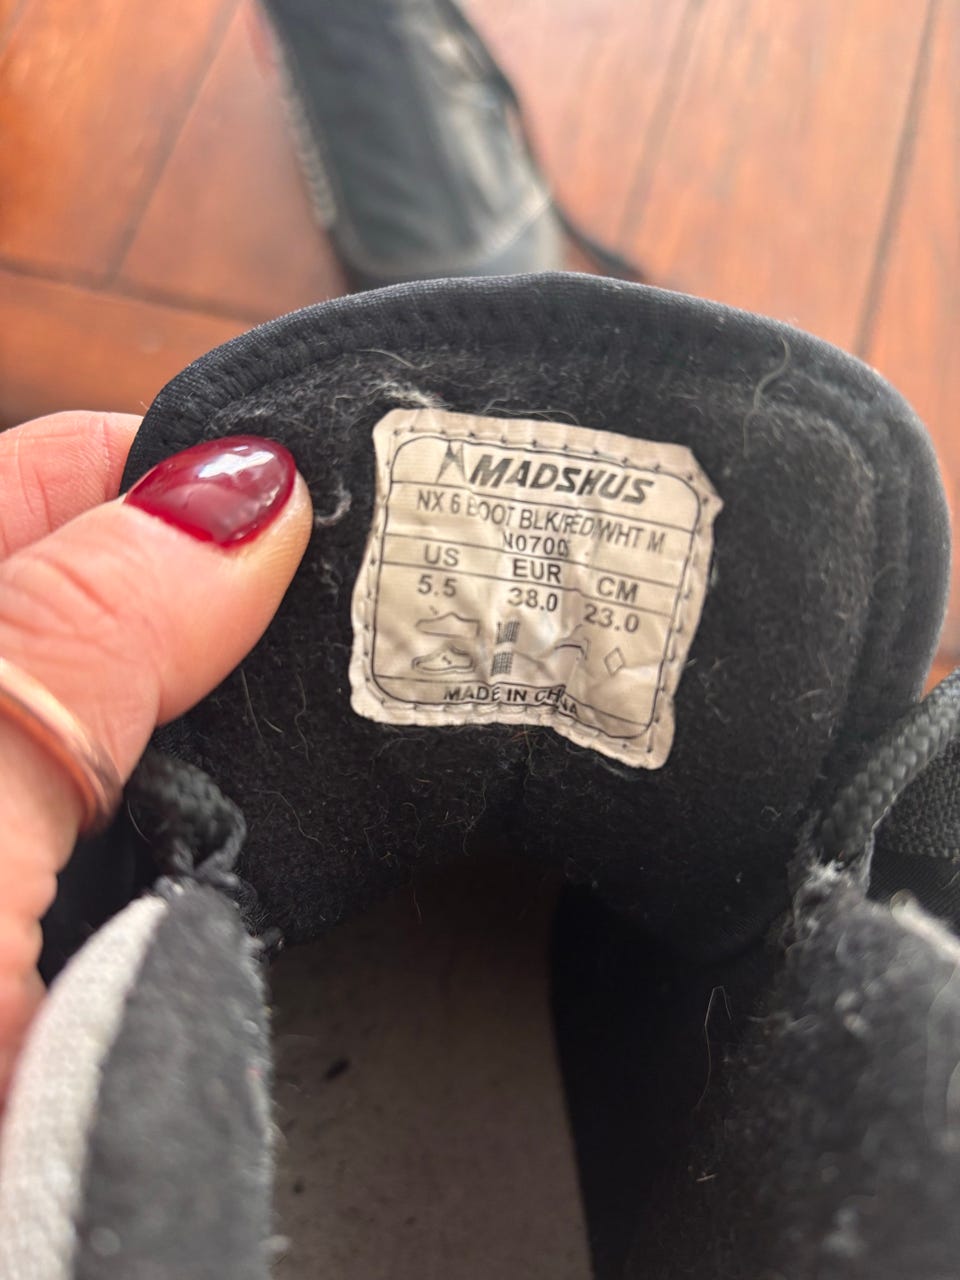 MADSHUS
NX 6 BOOT BLK/RED/WHT M
N0700
US EUR CM
5.5 38.0 23.0
MADE IN CHINA